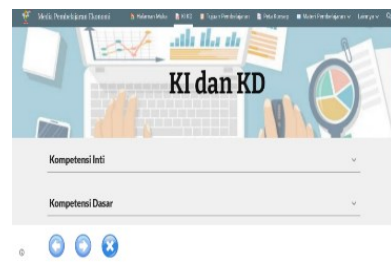 Media Pembelajaran Ekonomi Halaman Muka KI KD Tujuan Pembelajaran Peta Konsep Materi Pembelajaran Lainnya
KI dan KD
Kompetensi Inti
Kompetensi Dasar